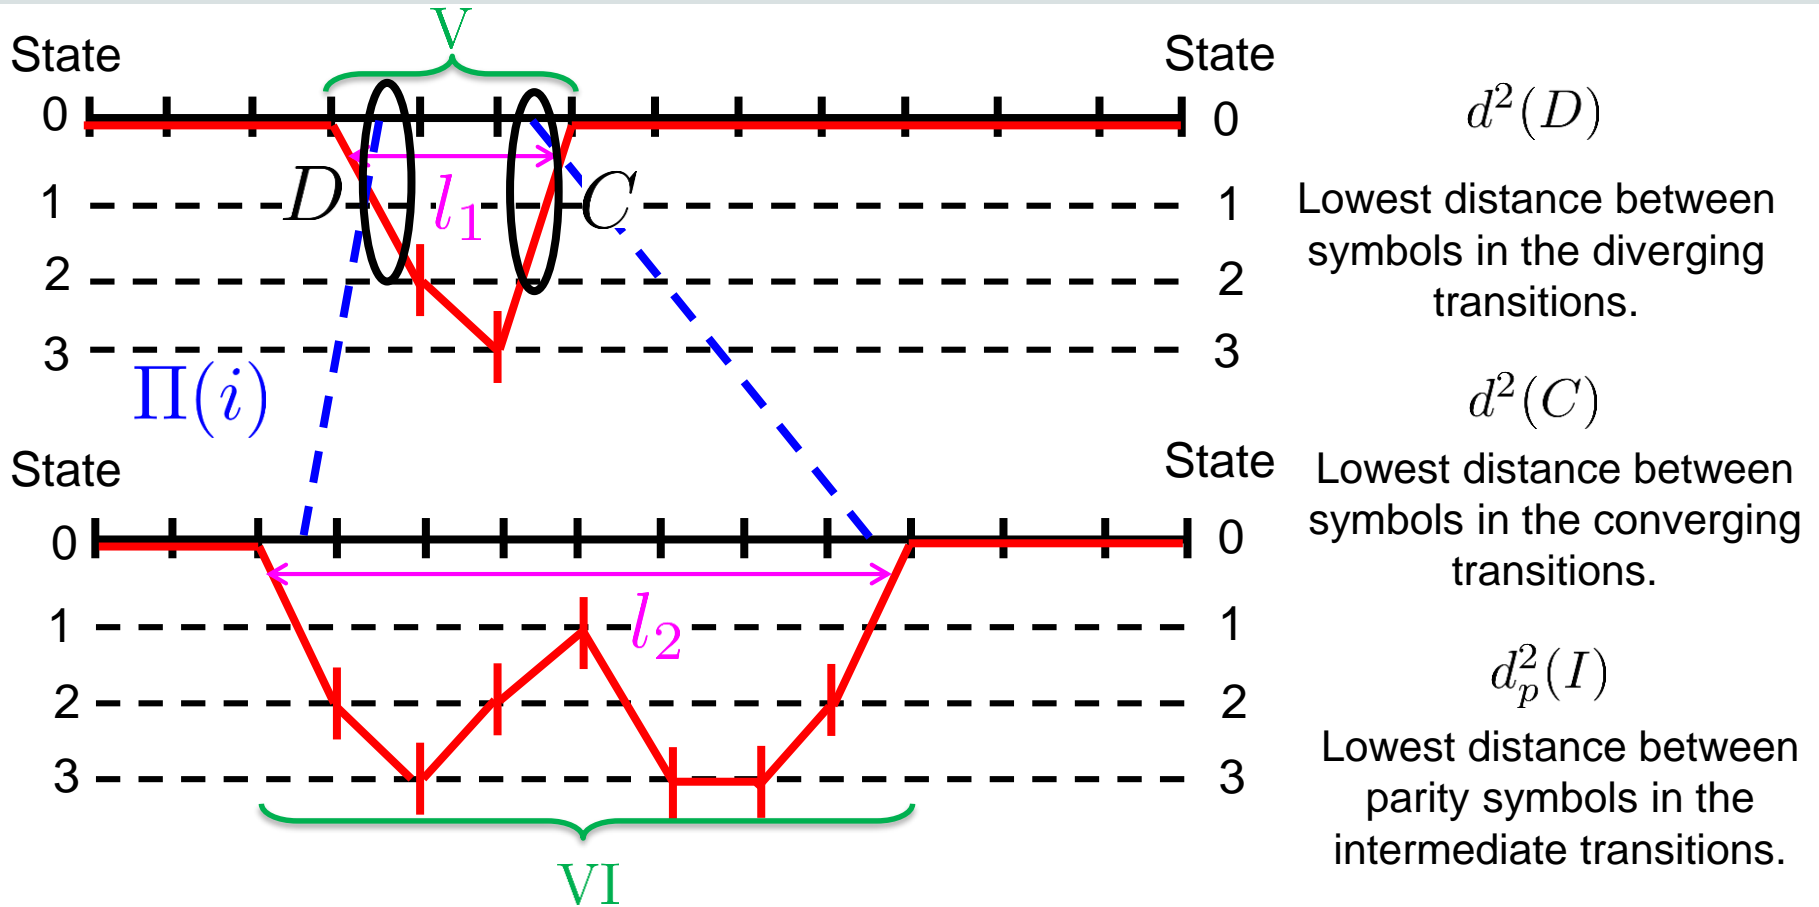 V
State State
0 0
D l₁ C
1 1
2 2
3 3
Π(i)
State State
0 0
1 l₂ 1
2 2
3 3
VI
d²(D)
Lowest distance between
symbols in the diverging
transitions.
d²(C)
Lowest distance between
symbols in the converging
transitions.
dₚ²(I)
Lowest distance between
parity symbols in the
intermediate transitions.